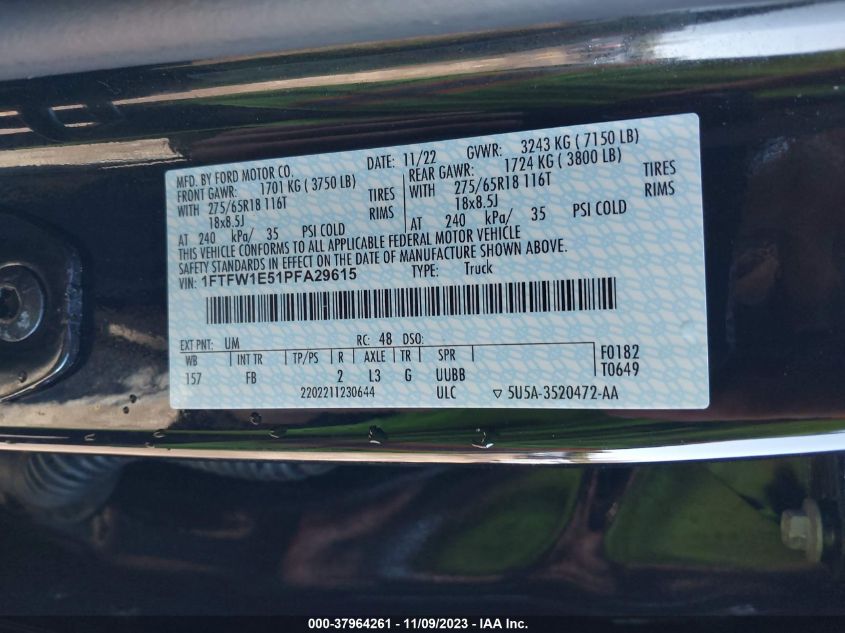 MFD. BY FORD MOTOR CO.
DATE: 11/22 GVWR: 3243 KG ( 7150 LB)
FRONT GAWR: 1701 KG ( 3750 LB)
REAR GAWR: 1724 KG ( 3800 LB)
WITH 275/65R18 116T TIRES
WITH 275/65R18 116T TIRES
18x8.5J RIMS
18x8.5J RIMS
AT 240 kPa/ 35 PSI COLD
AT 240 kPa/ 35 PSI COLD
THIS VEHICLE CONFORMS TO ALL APPLICABLE FEDERAL MOTOR VEHICLE
SAFETY STANDARDS IN EFFECT ON THE DATE OF MANUFACTURE SHOWN ABOVE.
VIN: 1FTFW1E51PFA29615 TYPE: Truck
EXT PNT: UM RC: 48 DSO:
WB INT TR TP/PS R AXLE TR SPR F0182
157 FB 2 L3 G UUBB T0649
2202211230644 ULC ▽ 5U5A-3520472-AA
000-37964261 - 11/09/2023 - IAA Inc.